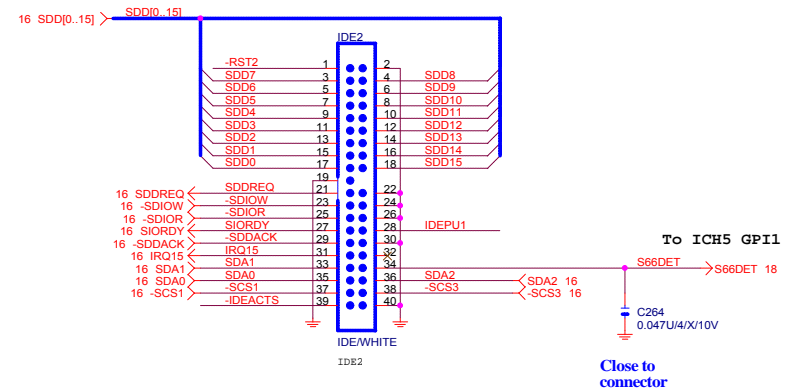 16 SDD[0..15] SDD[0..15]
IDE2
-RST2 1 2
SDD7 3 4 SDD8
SDD6 5 6 SDD9
SDD5 7 8 SDD10
SDD4 9 10 SDD11
SDD3 11 12 SDD12
SDD2 13 14 SDD13
SDD1 15 16 SDD14
SDD0 17 18 SDD15
19
16 SDDREQ SDDREQ 21 22
16 -SDIOW -SDIOW 23 24
16 -SDIOR -SDIOR 25 26
16 SIORDY SIORDY 27 28 IDEPU1
16 -SDDACK -SDDACK 29 30
16 IRQ15 IRQ15 31 32
16 SDA1 SDA1 33 34 S66DET S66DET 18
16 SDA0 SDA0 35 36 SDA2 SDA2 16
16 -SCS1 -SCS1 37 38 -SCS3 -SCS3 16
-IDEACTS 39 40
To ICH5 GPI1
C264
0.047U/4/X/10V
IDE/WHITE
IDE2
Close to
connector